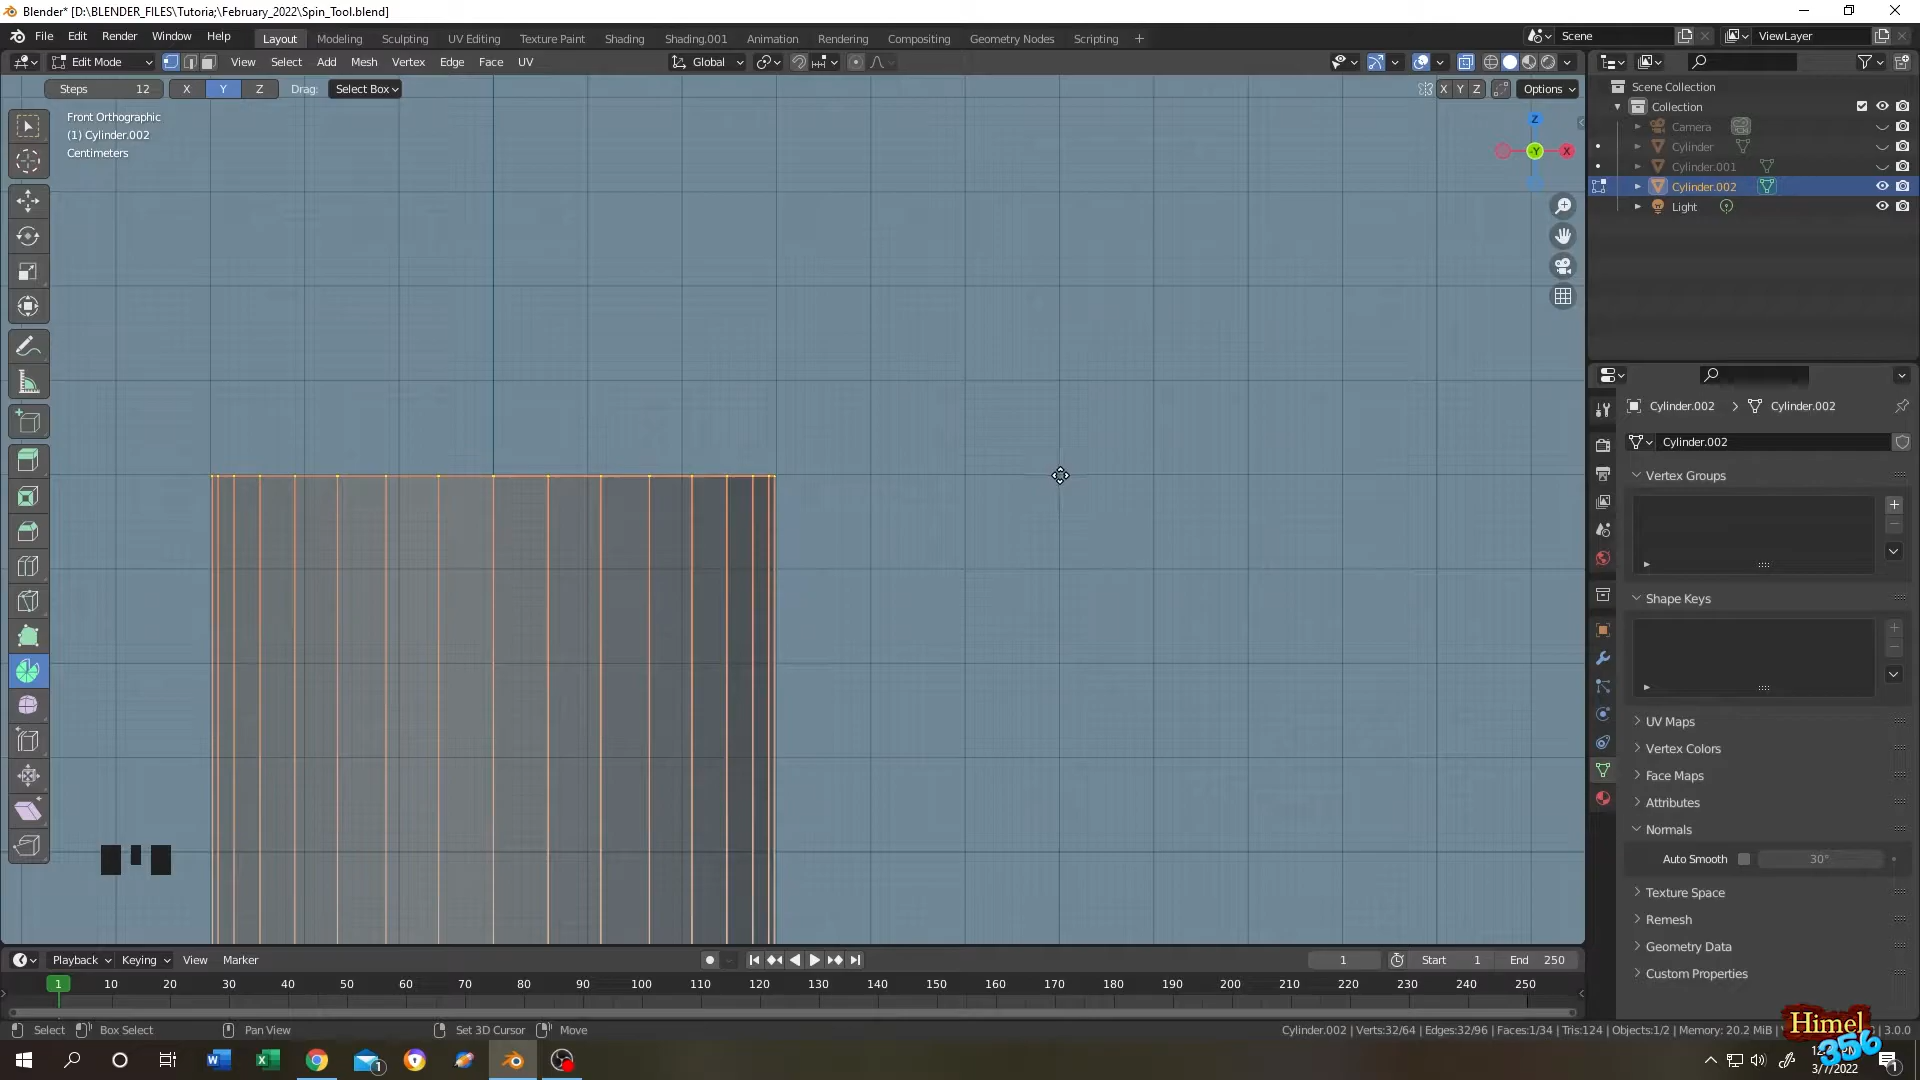 Blender* [D:\BLENDER_FILES\Tutoria;\February_2022\Spin_Tool.blend]
File Edit Render Window Help Layout Modeling Sculpting UV Editing Texture Paint Shading Shading.001 Animation Rendering Compositing Geometry Nodes Scripting + Scene ViewLayer
Edit Mode View Select Add Mesh Vertex Edge Face UV Global
Steps 12 X Y Z Drag: Select Box X Y Z Options
Scene Collection
Collection
Camera
Cylinder
Cylinder.001
Cylinder.002
Light
Front Orthographic
(1) Cylinder.002
Centimeters
Z
-Y X
Cylinder.002 > Cylinder.002
Cylinder.002
Vertex Groups
Shape Keys
UV Maps
Vertex Colors
Face Maps
Attributes
Normals
Auto Smooth 30°
Texture Space
Remesh
Geometry Data
Custom Properties
Playback Keying View Marker 1 Start 1 End 250
1 10 20 30 40 50 60 70 80 90 100 110 120 130 140 150 160 170 180 190 200 210 220 230 240 250
Select Box Select Pan View Set 3D Cursor Move Cylinder.002 | Verts:32/64 | Edges:32/96 | Faces:1/34 | Tris:124 | Objects:1/2 | Memory: 20.2 MiB | 3.0.0
Himel
356
3/7/2022
1
1